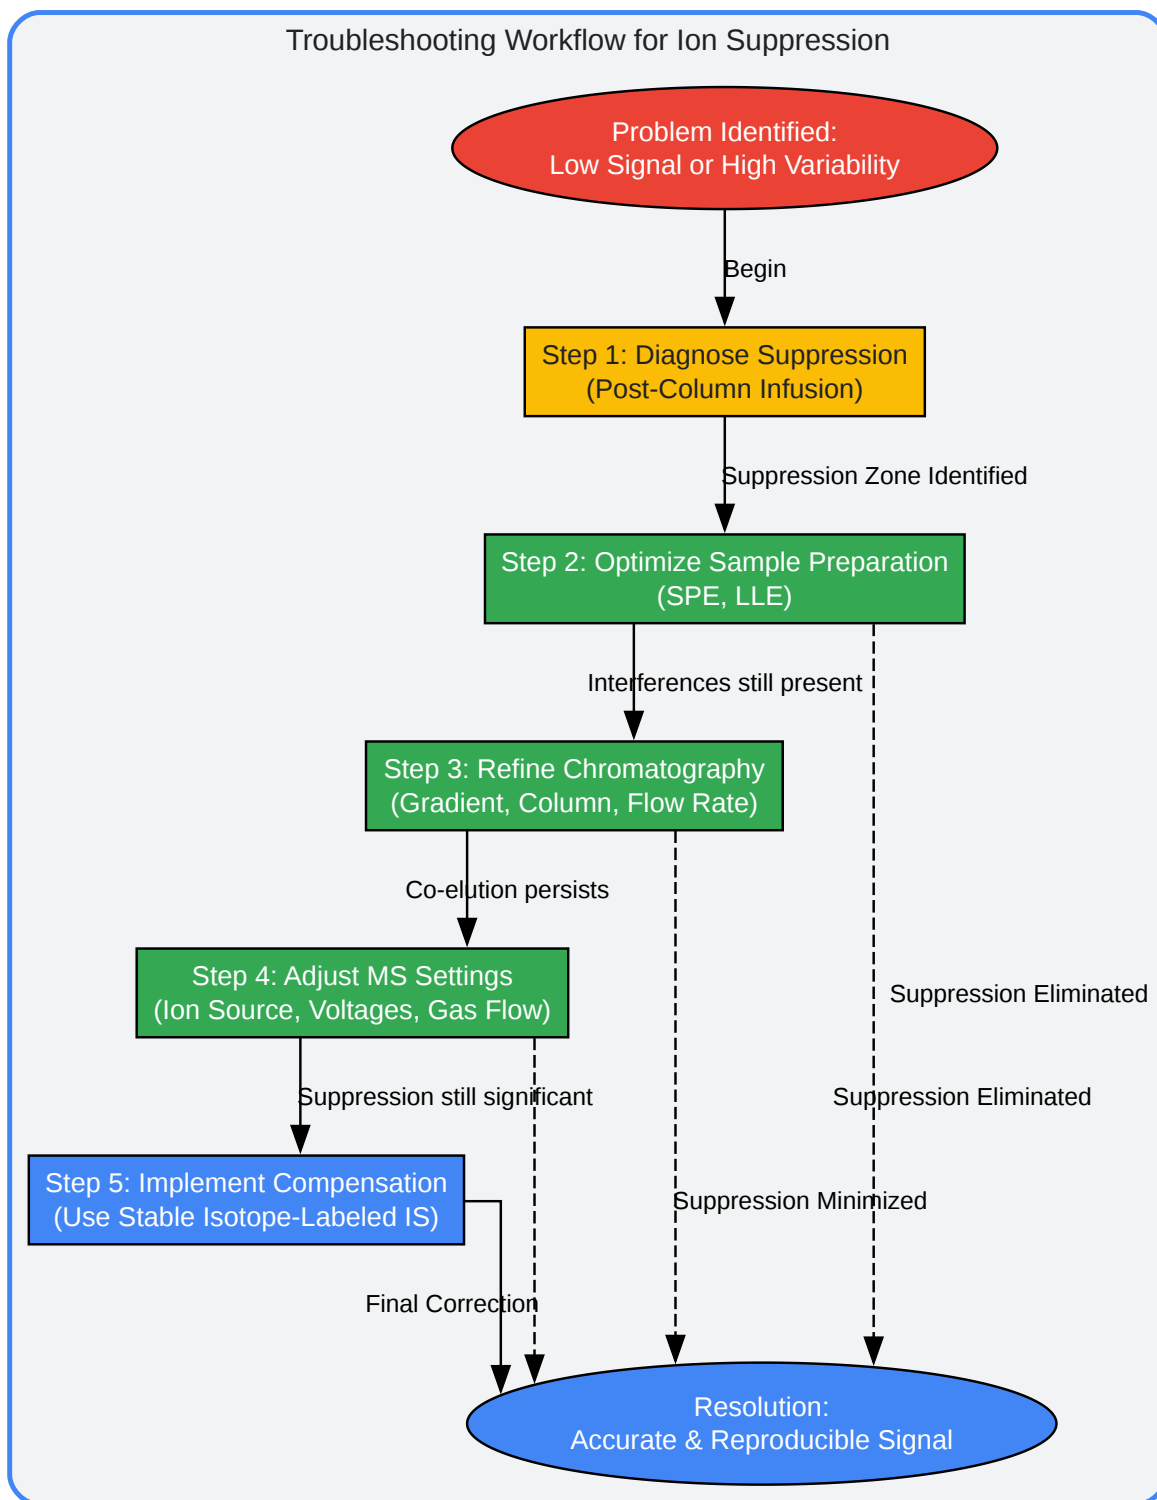 Troubleshooting Workflow for Ion Suppression
Problem Identified:
Low Signal or High Variability
Begin
Step 1: Diagnose Suppression
(Post-Column Infusion)
Suppression Zone Identified
Step 2: Optimize Sample Preparation
(SPE, LLE)
Interferences still present
Step 3: Refine Chromatography
(Gradient, Column, Flow Rate)
Co-elution persists
Step 4: Adjust MS Settings
(Ion Source, Voltages, Gas Flow)
Suppression Eliminated
Suppression still significant
Suppression Eliminated
Step 5: Implement Compensation
(Use Stable Isotope-Labeled IS)
Suppression Minimized
Final Correction
Resolution:
Accurate & Reproducible Signal